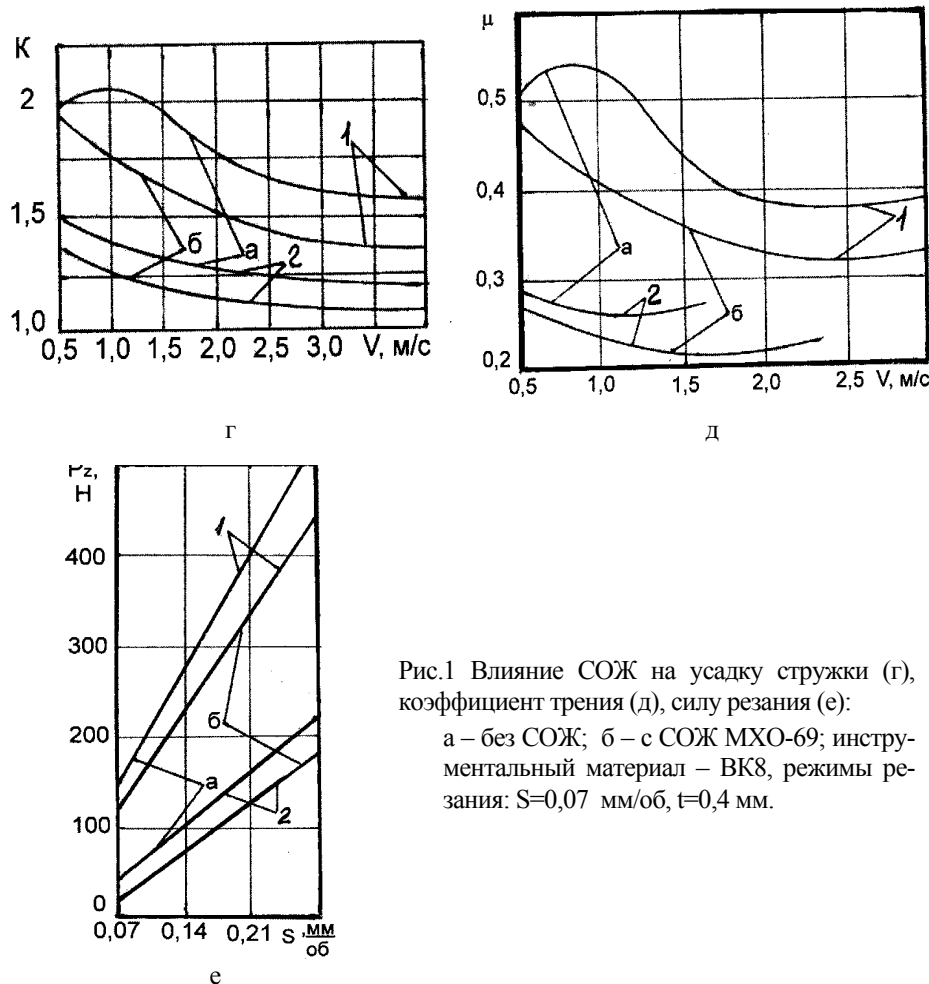 К
2
1,5
1,0
0,5 1,0 1,5 2,0 2,5 3,0 V, м/с
1
б а 2
г
μ
0,5
0,4
0,3
0,2
0,5 1,0 1,5 2,0 2,5 V, м/с
а
1
2
б
д
Pz,
Н
400
300
200
100
0
0,07 0,14 0,21 S ,мм
об
1
б
а
2
е
Рис.1 Влияние СОЖ на усадку стружки (г),
коэффициент трения (д), силу резания (е):
а – без СОЖ; б – с СОЖ МХО-69; инстру-
ментальный материал – ВК8, режимы ре-
зания: S=0,07 мм/об, t=0,4 мм.